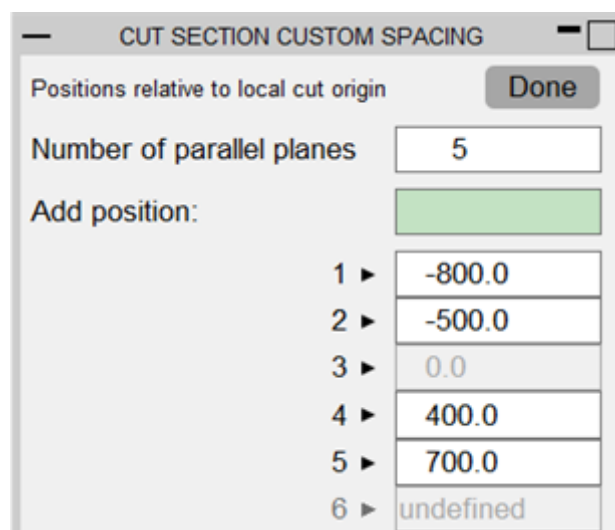 CUT SECTION CUSTOM SPACING
Positions relative to local cut origin Done
Number of parallel planes 5
Add position:
1 ► -800.0
2 ► -500.0
3 ► 0.0
4 ► 400.0
5 ► 700.0
6 ► undefined